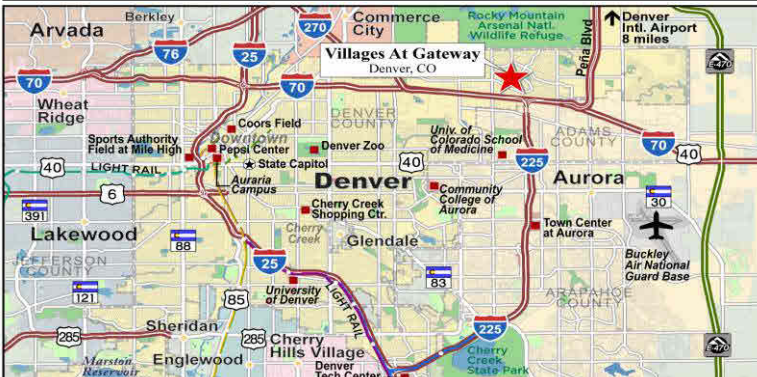 Berkley
Arvada
76
25
270
Commerce
City
Rocky Mountain
Arsenal Natl.
Wildlife Refuge
Peña Blvd
Denver
Intl. Airport
8 miles
E-470
Villages At Gateway
Denver, CO
70
70
Wheat
Ridge
DENVER
COUNTY
ADAMS
COUNTY
70
Coors Field
Downtown
Sports Authority
Field at Mile High
Pepsi Center
Denver Zoo
Univ. of
Colorado School
of Medicine
225
40
LIGHT RAIL
State Capitol
40
40
6
Auraria
Campus
Denver
Community
College of
Aurora
Aurora
30
391
Cherry Creek
Shopping Ctr.
Cherry
Creek
Town Center
at Aurora
Lakewood
88
Glendale
Buckley
Air National
Guard Base
JEFFERSON
COUNTY
25
121
85
University
of Denver
LIGHT RAIL
83
ARAPAHOE
COUNTY
285
Sheridan
285
225
Englewood
Cherry
Hills Village
Cherry
Creek
State Park
E-470
Marston
Reservoir
Denver
Tech Center